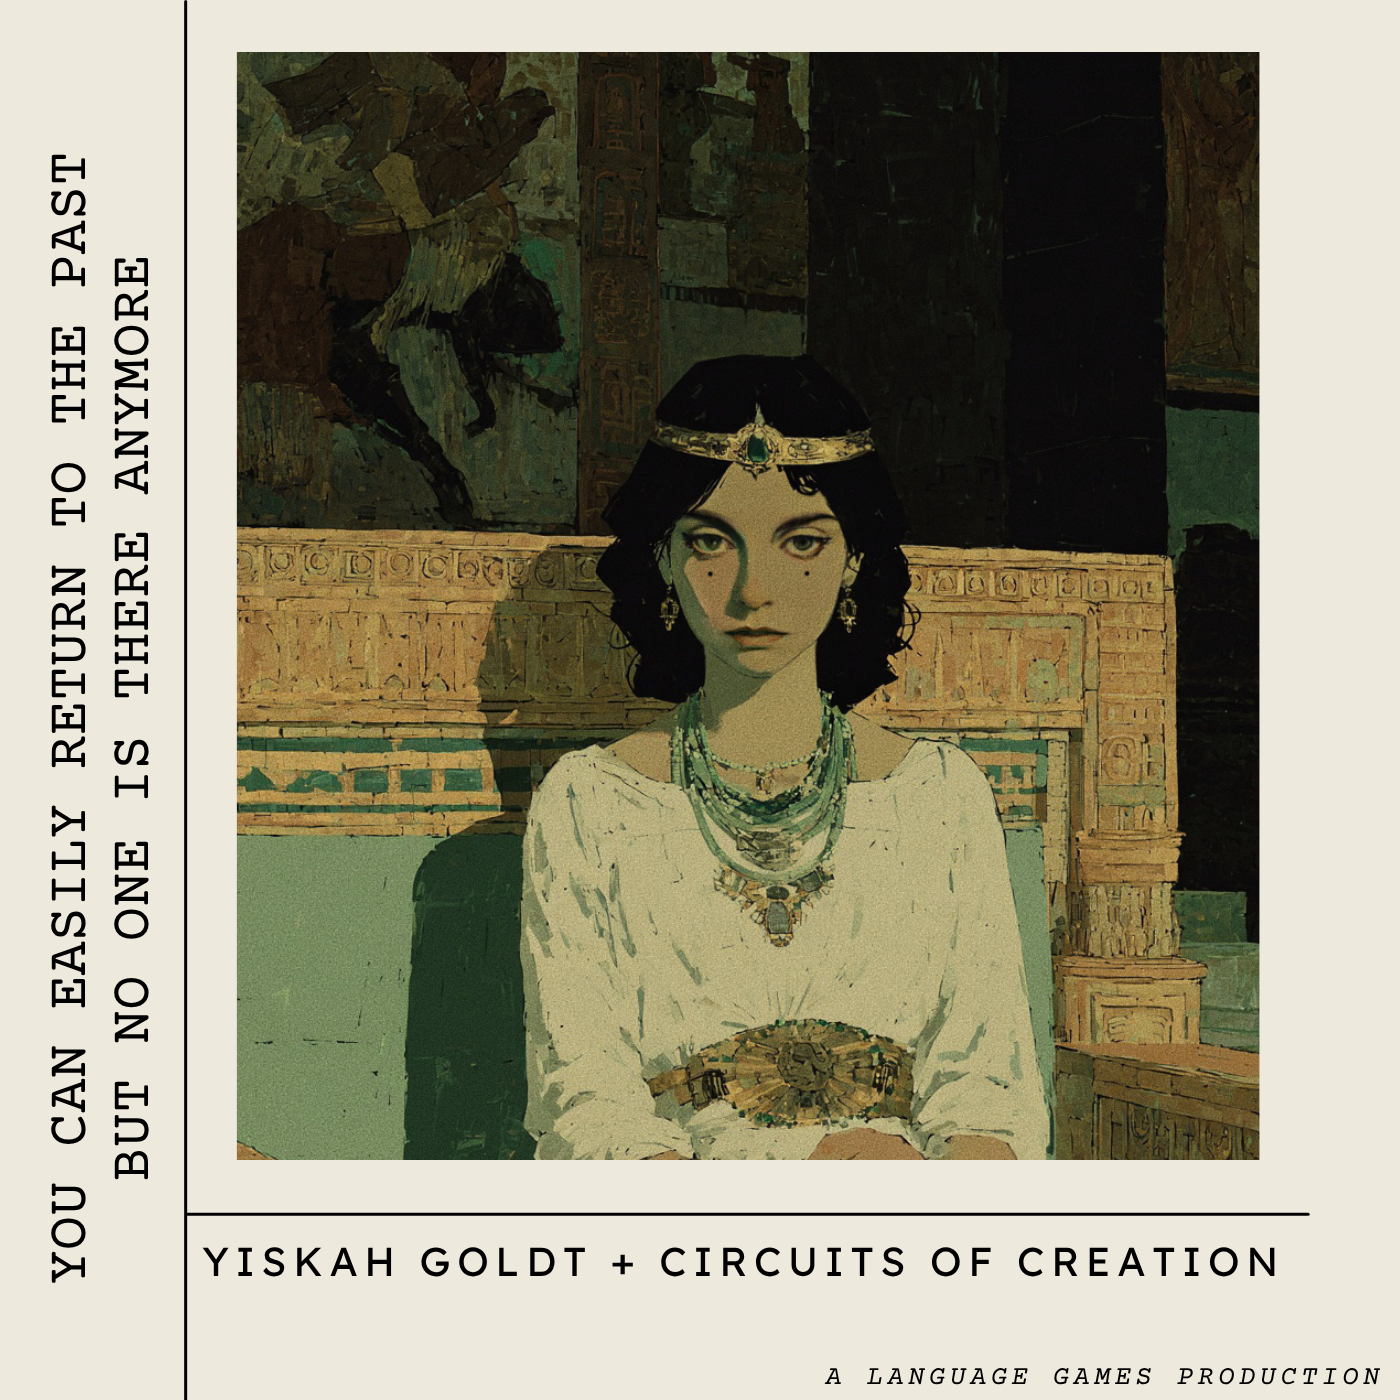 YOU CAN EASILY RETURN TO THE PAST
BUT NO ONE IS THERE ANYMORE
YISKAH GOLDT + CIRCUITS OF CREATION
A LANGUAGE GAMES PRODUCTION